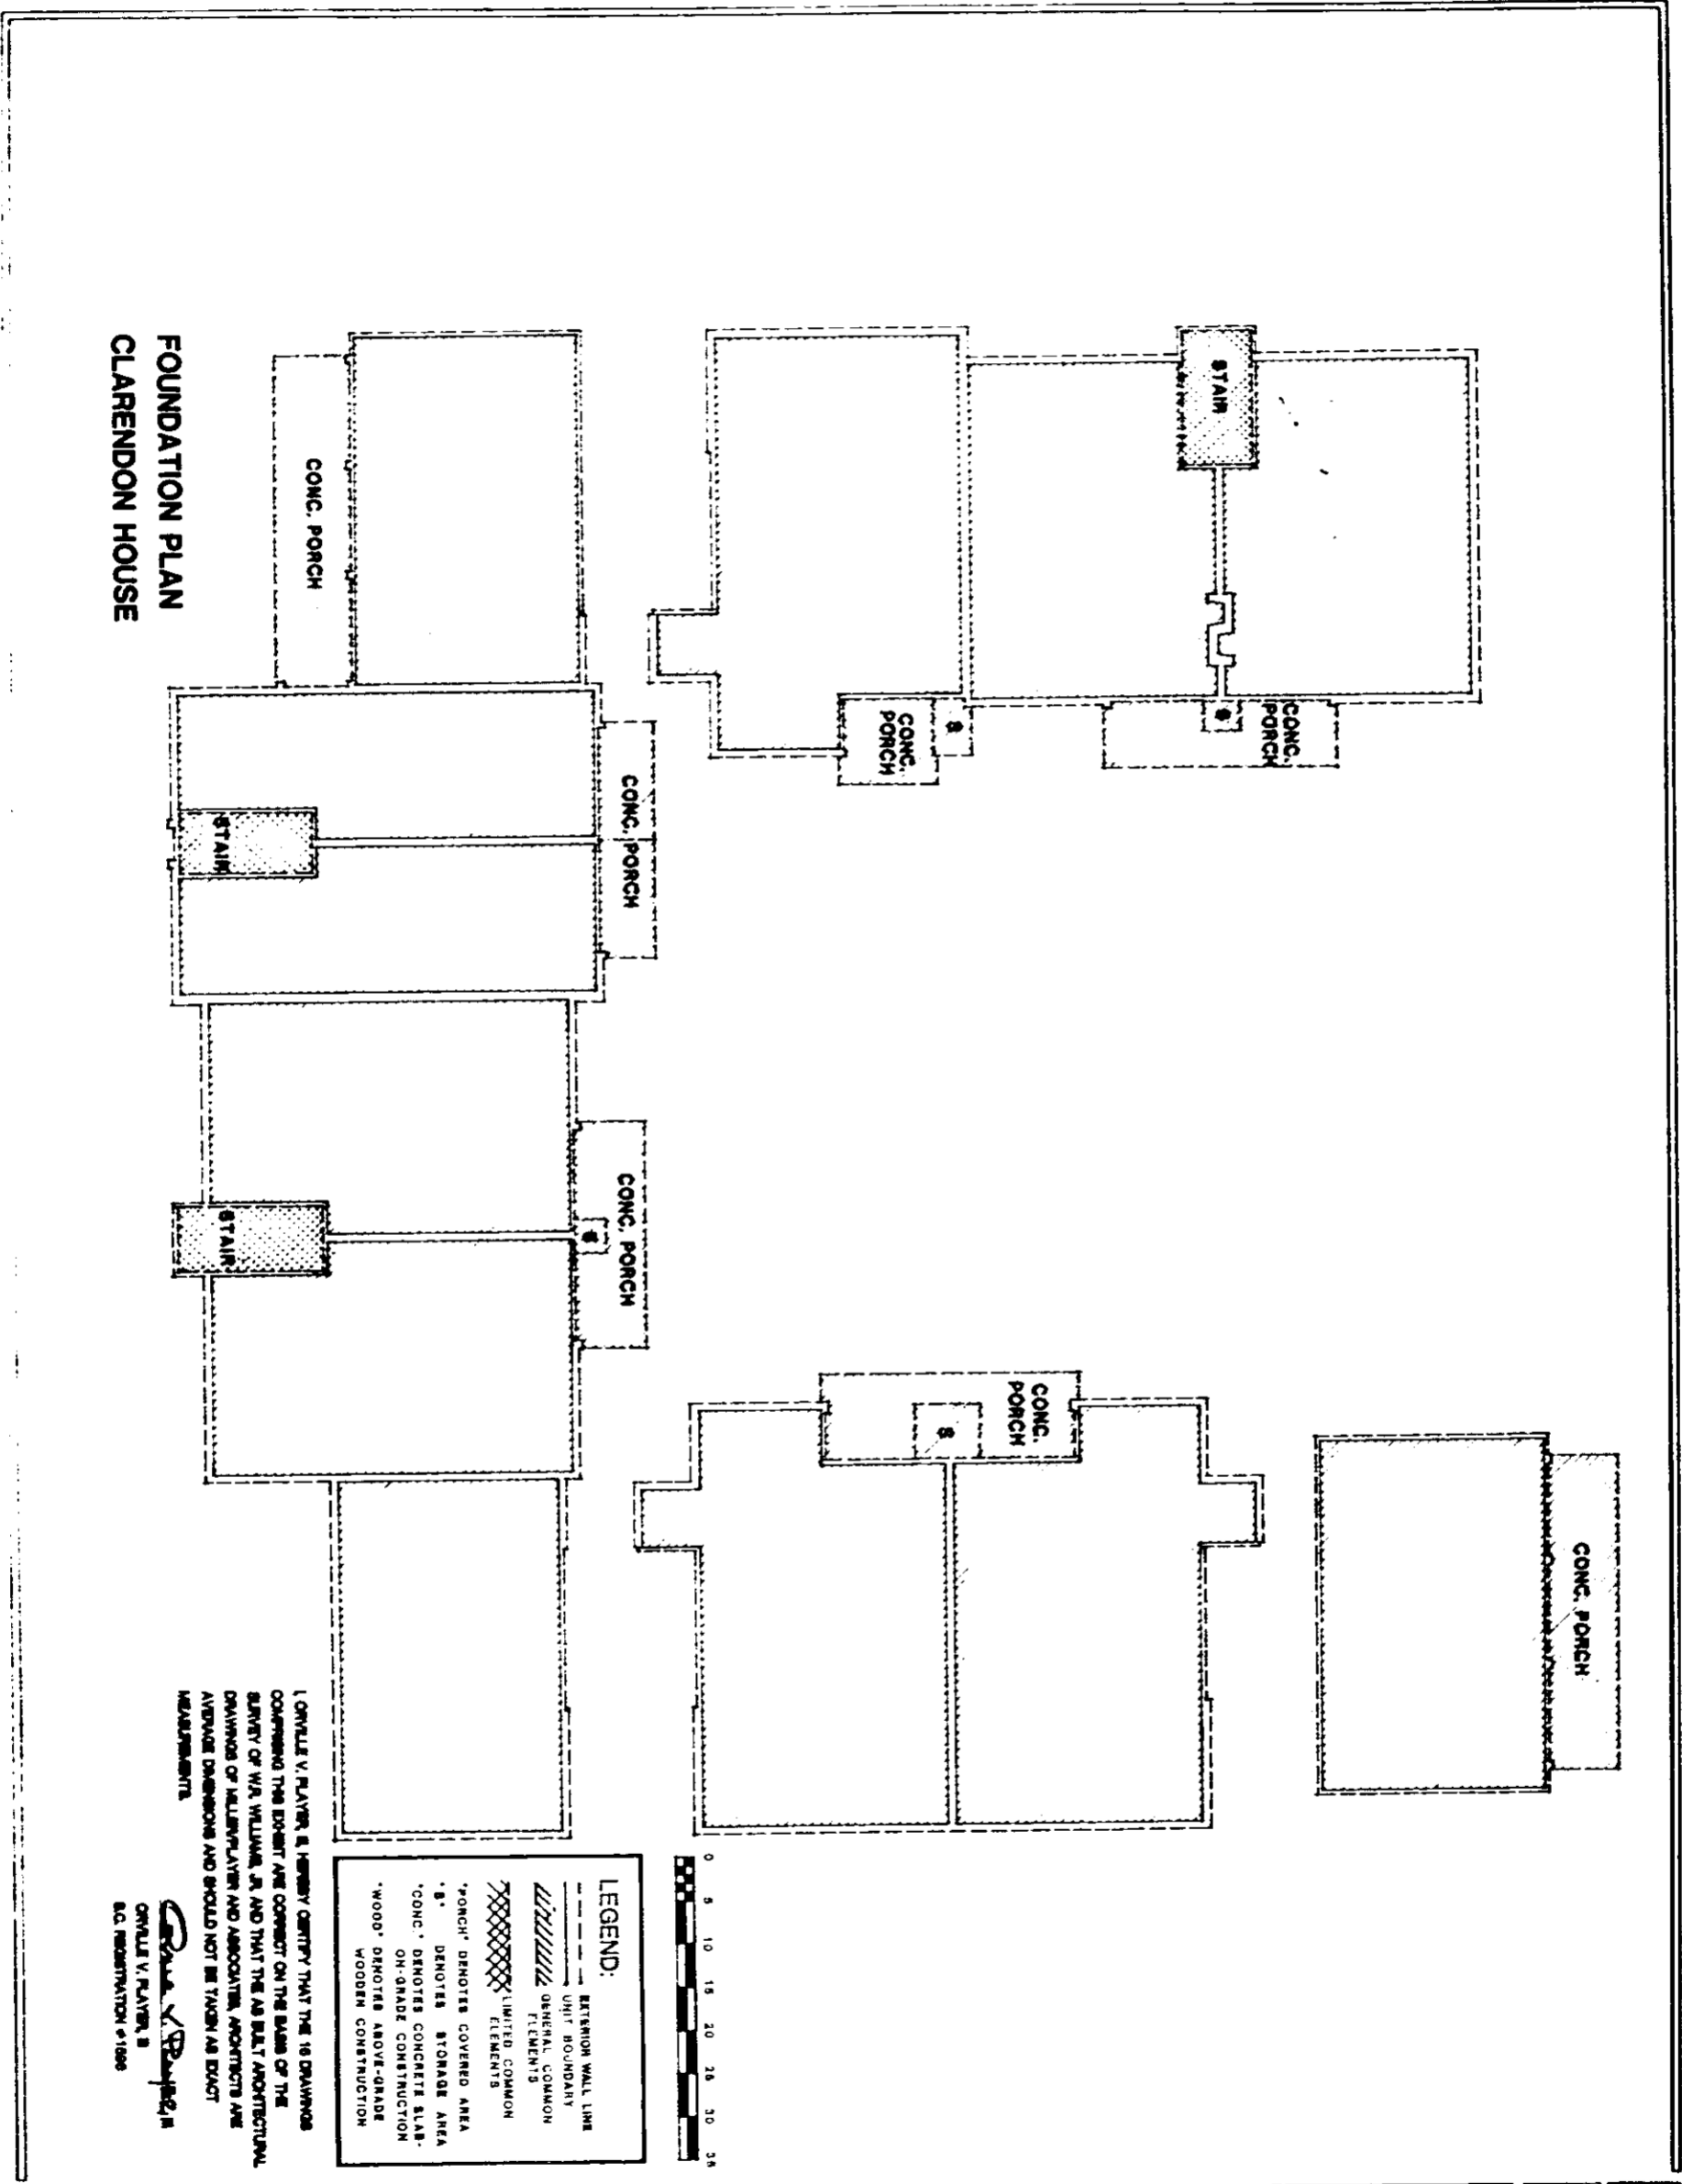 STAIR
CONC.
PORCH
S
CONC.
PORCH
S
CONC. PORCH
CONC.
PORCH
S
CONC. PORCH
STAIR
CONC. PORCH
S
STAIR
CONC. PORCH
FOUNDATION PLAN
CLARENDON HOUSE
0 5 10 15 20 25 30 35
LEGEND:
EXTERIOR WALL LINE
UNIT BOUNDARY
GENERAL COMMON
ELEMENTS
LIMITED COMMON
ELEMENTS
"PORCH" DENOTES COVERED AREA
"S" DENOTES STORAGE AREA
"CONC." DENOTES CONCRETE SLAB-
ON-GRADE CONSTRUCTION
"WOOD" DENOTES ABOVE-GRADE
WOODEN CONSTRUCTION
I, ORVILLE V. PLAYER, II, HEREBY CERTIFY THAT THE 16 DRAWINGS
COMPRISING THIS EXHIBIT ARE CORRECT ON THE BASIS OF THE
SURVEY OF W.R. WILLIAMS, JR. AND THAT THE AS BUILT ARCHITECTURAL
DRAWINGS OF MILLER/PLAYER AND ASSOCIATES, ARCHITECTS ARE
AVERAGE DIMENSIONS AND SHOULD NOT BE TAKEN AS EXACT
MEASUREMENTS.
ORVILLE V. PLAYER, II
S.C. REGISTRATION #1696